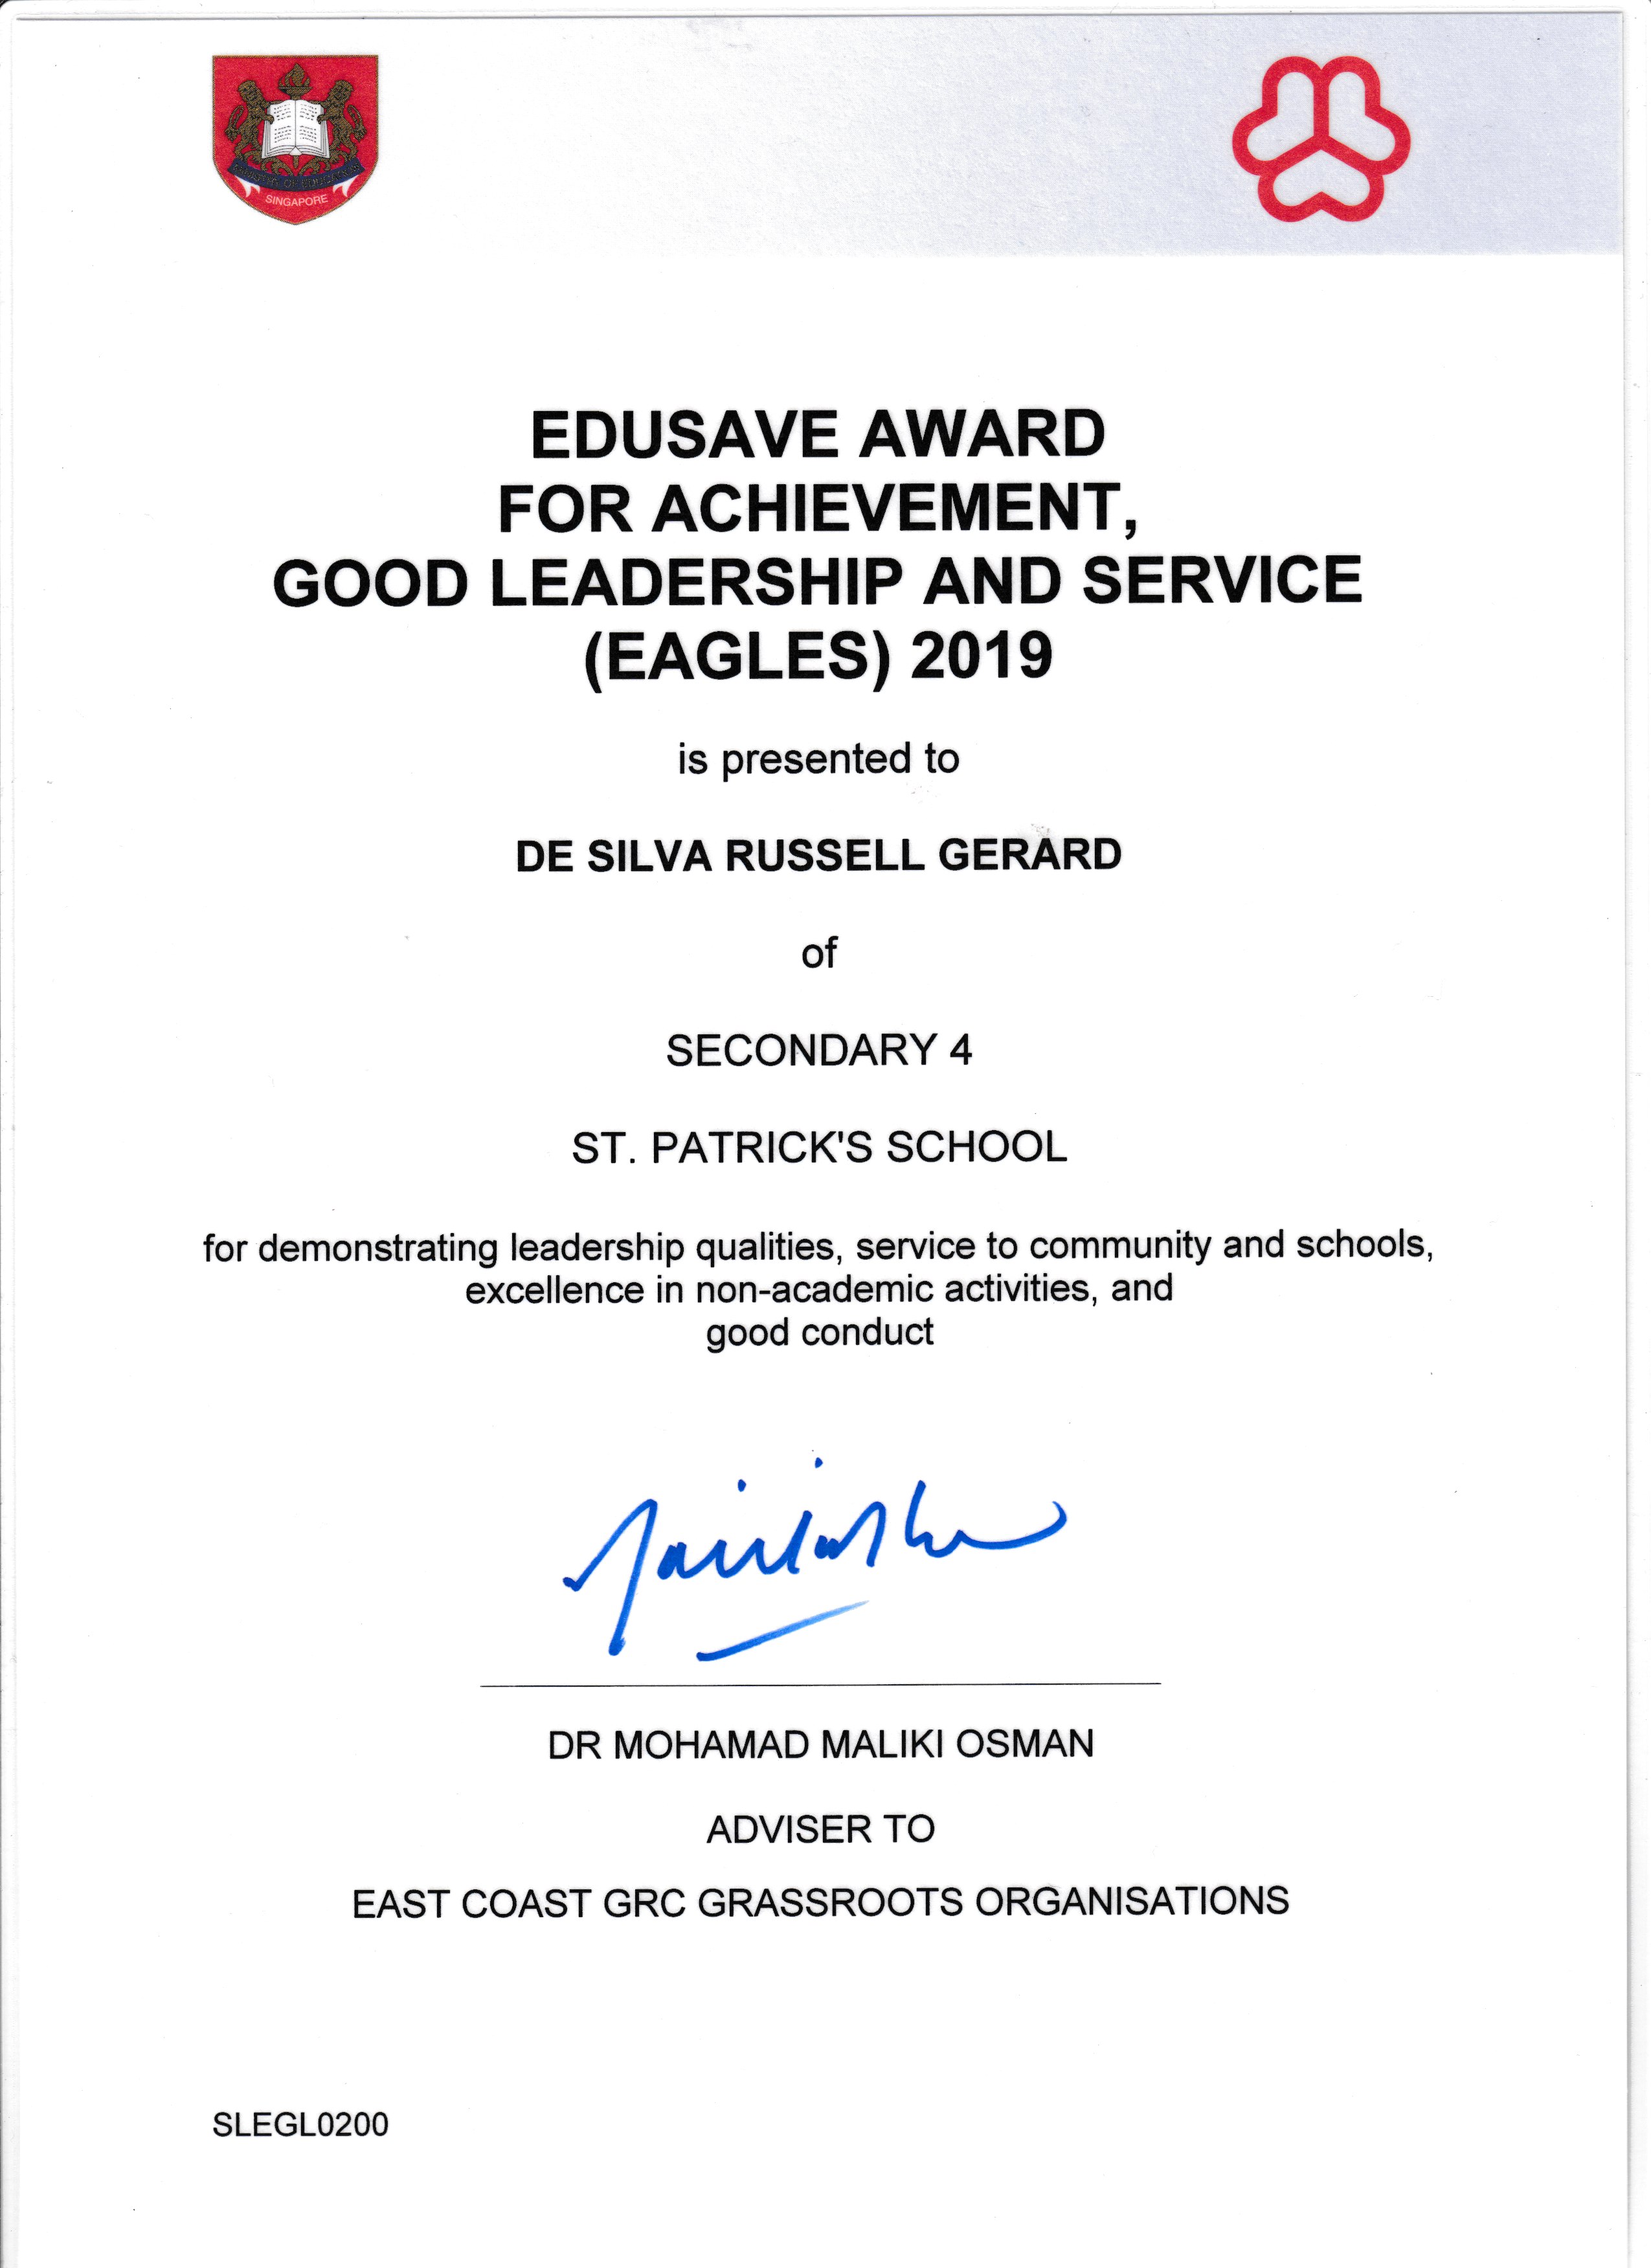 MINISTRY OF EDUCATION
SINGAPORE
EDUSAVE AWARD
FOR ACHIEVEMENT,
GOOD LEADERSHIP AND SERVICE
(EAGLES) 2019
is presented to
DE SILVA RUSSELL GERARD
of
SECONDARY 4
ST. PATRICK'S SCHOOL
for demonstrating leadership qualities, service to community and schools,
excellence in non-academic activities, and
good conduct
DR MOHAMAD MALIKI OSMAN
ADVISER TO
EAST COAST GRC GRASSROOTS ORGANISATIONS
SLEGL0200